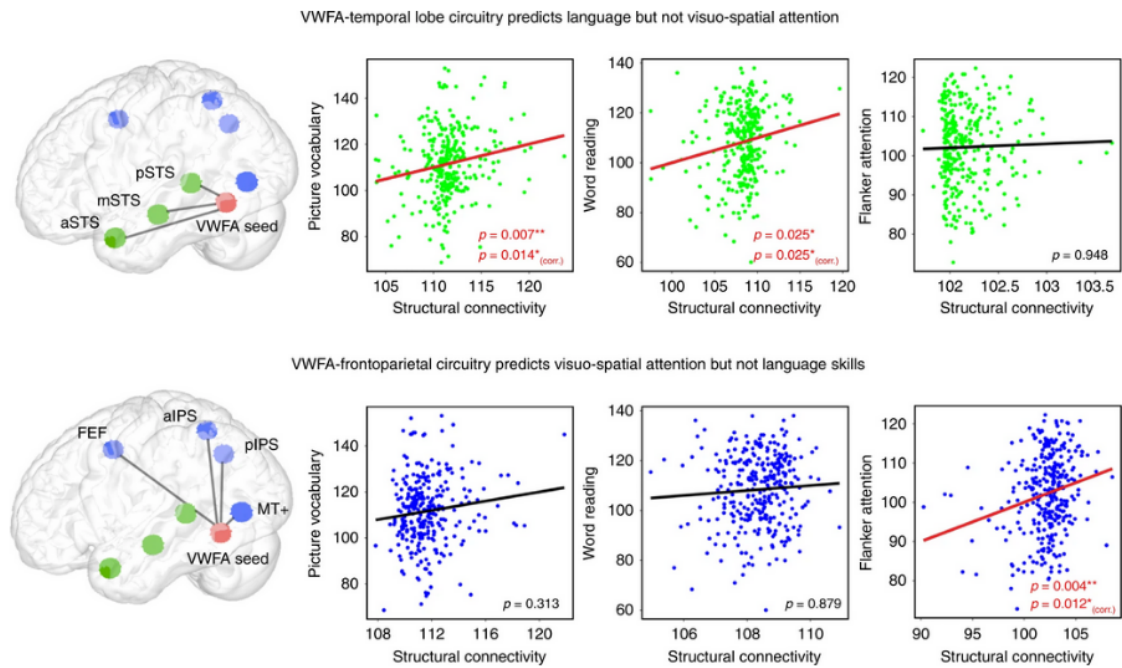 VWFA-temporal lobe circuitry predicts language but not visuo-spatial attention
pSTS
mSTS
aSTS
VWFA seed
Picture vocabulary
140
120
100
80
p = 0.007**
p = 0.014*(corr.)
104 110 115 120
Structural connectivity
Word reading
140
120
100
80
60
p = 0.025*
p = 0.025*(corr.)
100 105 110 115 120
Structural connectivity
Flanker attention
120
110
100
90
80
p = 0.948
102 102.5 103 103.5
Structural connectivity
VWFA-frontoparietal circuitry predicts visuo-spatial attention but not language skills
aIPS
FEF
pIPS
MT+
VWFA seed
Picture vocabulary
140
120
100
80
p = 0.313
108 112 116 120
Structural connectivity
Word reading
140
120
100
80
60
p = 0.879
106 108 110
Structural connectivity
Flanker attention
120
110
100
90
80
p = 0.004**
p = 0.012*(corr.)
90 95 100 105
Structural connectivity